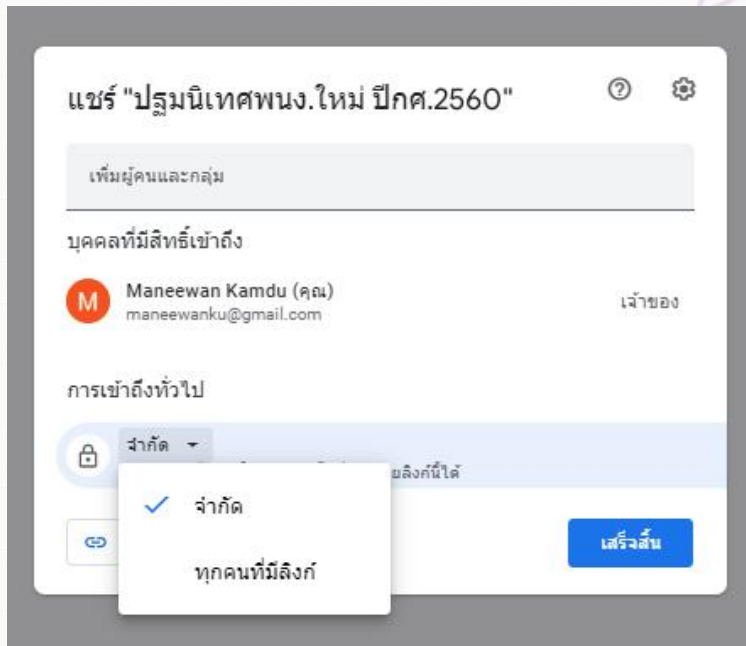 แชร์ "ปฐมนิเทศพนง.ใหม่ ปีกศ.2560"
เพิ่มผู้คนและกลุ่ม
บุคคลที่มีสิทธิ์เข้าถึง
M
Maneewan Kamdu (คุณ)
maneewanku@gmail.com
เจ้าของ
การเข้าถึงทั่วไป
จำกัด
ลิงก์นี้ได้
จำกัด
ทุกคนที่มีลิงก์
เสร็จสิ้น